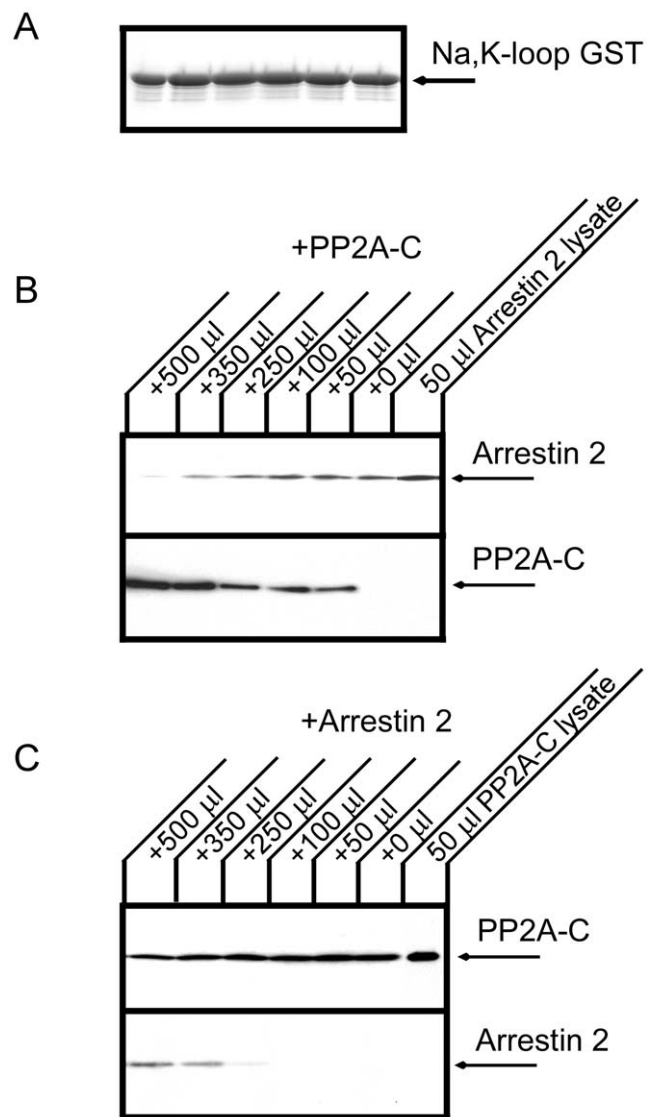 A
Na,K-loop GST
B
+PP2A-C
+500 µl
+350 µl
+250 µl
+100 µl
+50 µl
+0 µl
50 µl Arrestin 2 lysate
Arrestin 2
PP2A-C
C
+Arrestin 2
+500 µl
+350 µl
+250 µl
+100 µl
+50 µl
+0 µl
50 µl PP2A-C lysate
PP2A-C
Arrestin 2